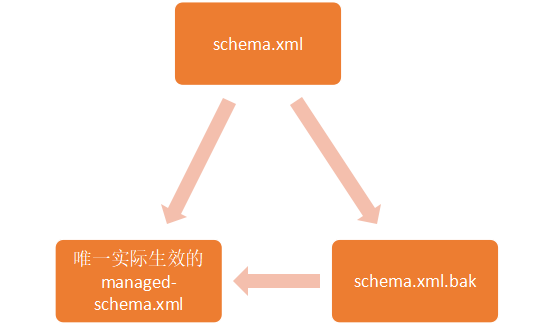 schema.xml
唯一实际生效的
managed-
schema.xml
schema.xml.bak